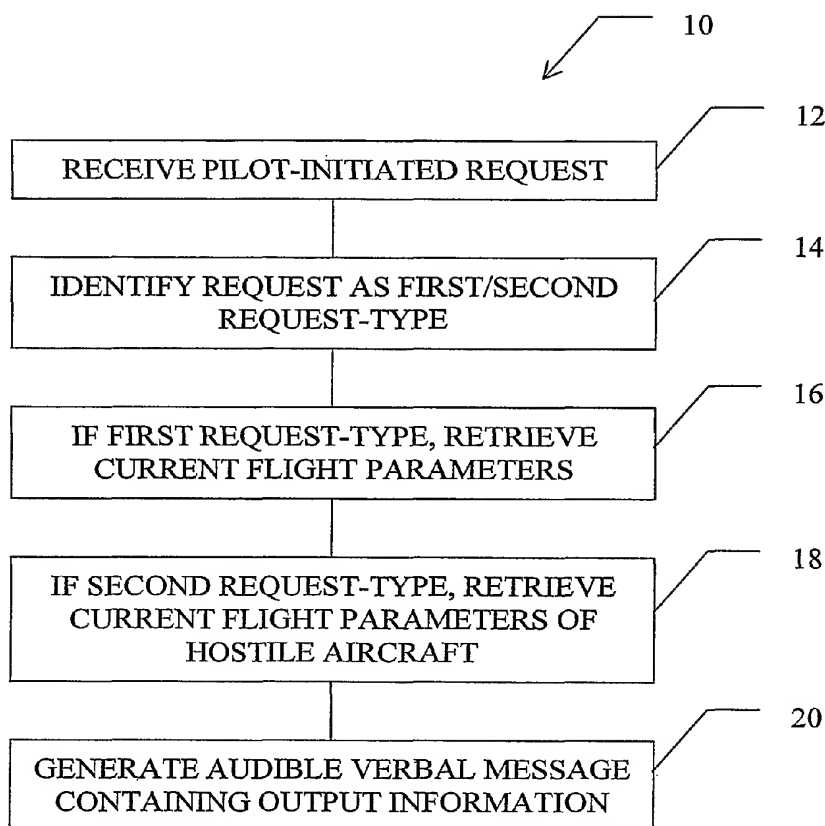 10
12
RECEIVE PILOT-INITIATED REQUEST
14
IDENTIFY REQUEST AS FIRST/SECOND
REQUEST-TYPE
16
IF FIRST REQUEST-TYPE, RETRIEVE
CURRENT FLIGHT PARAMETERS
18
IF SECOND REQUEST-TYPE, RETRIEVE
CURRENT FLIGHT PARAMETERS OF
HOSTILE AIRCRAFT
20
GENERATE AUDIBLE VERBAL MESSAGE
CONTAINING OUTPUT INFORMATION